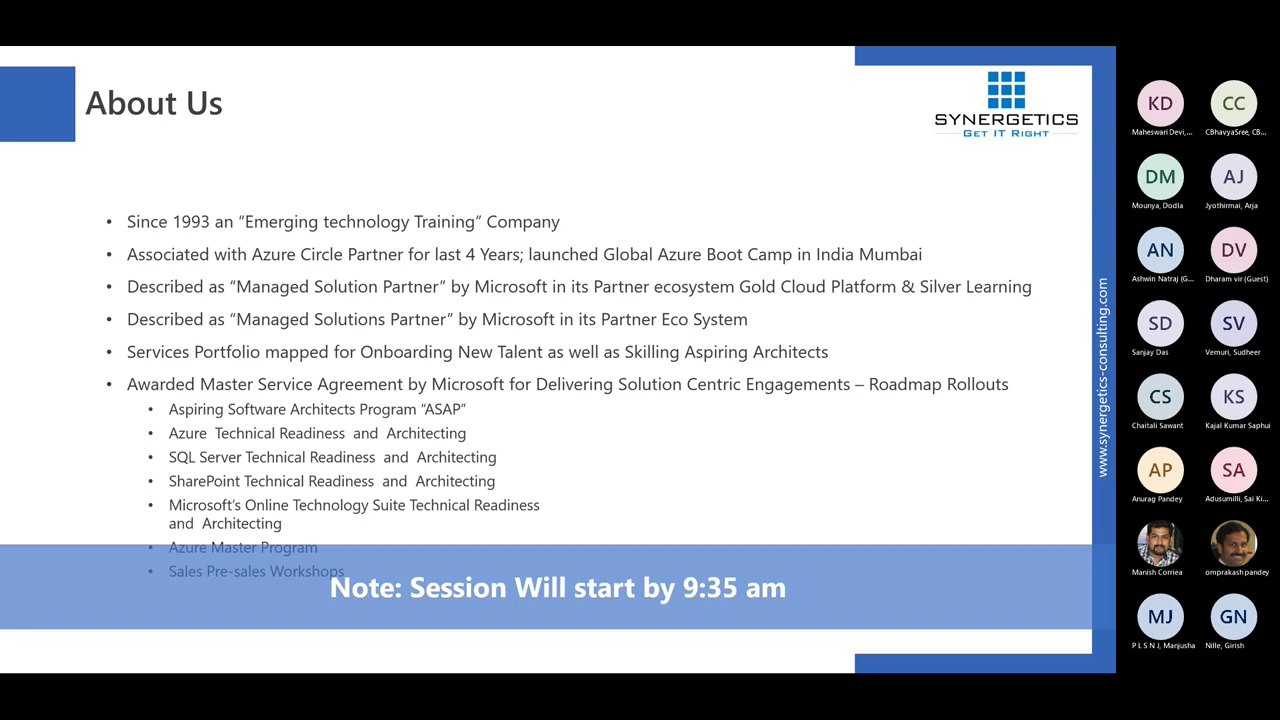 About Us
SYNERGETICS
GET IT RIGHT
• Since 1993 an “Emerging technology Training” Company
• Associated with Azure Circle Partner for last 4 Years; launched Global Azure Boot Camp in India Mumbai
• Described as “Managed Solution Partner” by Microsoft in its Partner ecosystem Gold Cloud Platform & Silver Learning
• Described as “Managed Solutions Partner” by Microsoft in its Partner Eco System
• Services Portfolio mapped for Onboarding New Talent as well as Skilling Aspiring Architects
• Awarded Master Service Agreement by Microsoft for Delivering Solution Centric Engagements – Roadmap Rollouts
• Aspiring Software Architects Program “ASAP”
• Azure Technical Readiness and Architecting
• SQL Server Technical Readiness and Architecting
• SharePoint Technical Readiness and Architecting
• Microsoft’s Online Technology Suite Technical Readiness
and Architecting
• Azure Master Program
• Sales Pre-sales Workshops
Note: Session Will start by 9:35 am
www.synergetics-consulting.com
KD
Maheswari Devi,...
CC
CBhavyaSree, CB...
DM
Mounya, Dodla
AJ
Jyothirmai, Arja
AN
Ashwin Natraj (G...
DV
Dharam vir (Guest)
SD
Sanjay Das
SV
Vemuri, Sudheer
CS
Chaitali Sawant
KS
Kajal Kumar Saphui
AP
Anurag Pandey
SA
Adusumilli, Sai Ki...
Manish Corriea
omprakash pandey
MJ
P L S N J, Manjusha
GN
Nille, Girish